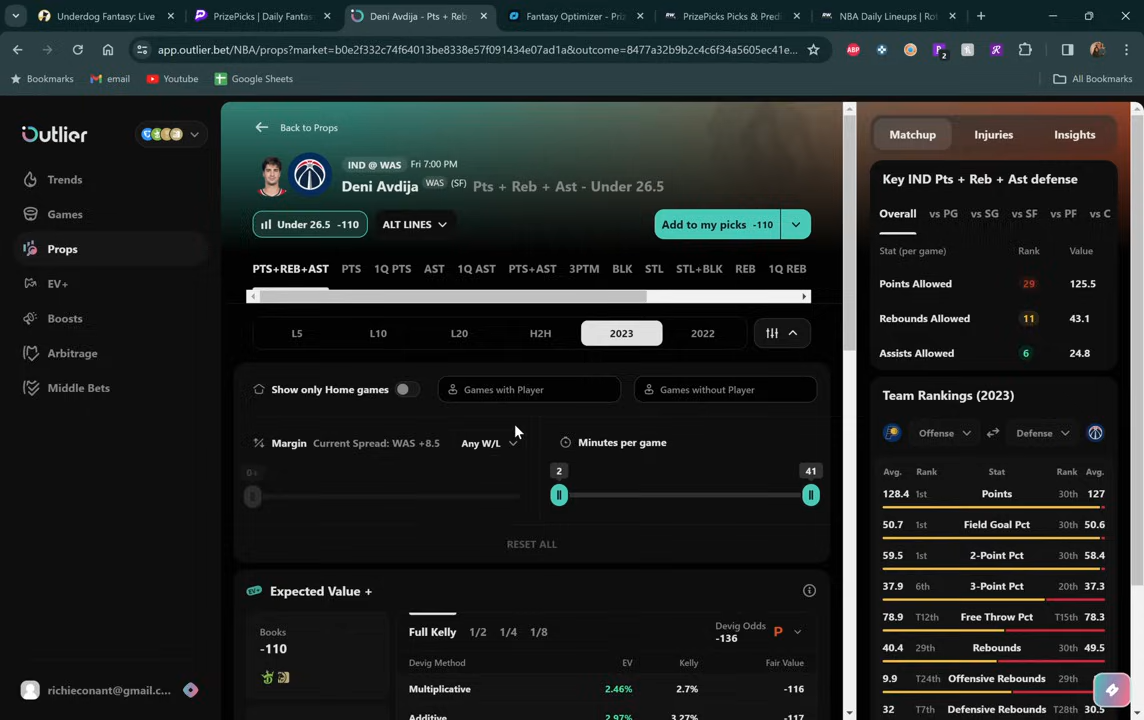 Underdog Fantasy: Live
PrizePicks | Daily Fantas
Deni Avdija - Pts + Reb
Fantasy Optimizer - Priz
PrizePicks Picks & Predi
NBA Daily Lineups | Rot
app.outlier.bet/NBA/props?market=b0e2f332c74f64013be8338e57f091434e07ad1a&outcome=8477a32b9b2c4c6f34a5605ec41e...
ABP
2
Bookmarks
email
Youtube
Google Sheets
All Bookmarks
Outlier
Trends
Games
Props
EV+
Boosts
Arbitrage
Middle Bets
richieconant@gmail.c...
Back to Props
IND @ WAS Fri 7:00 PM
Deni Avdija WAS (SF) Pts + Reb + Ast - Under 26.5
Under 26.5 -110
ALT LINES
Add to my picks -110
PTS+REB+AST PTS 1Q PTS AST 1Q AST PTS+AST 3PTM BLK STL STL+BLK REB 1Q REB
L5 L10 L20 H2H 2023 2022
Show only Home games
Games with Player
Games without Player
Margin Current Spread: WAS +8.5 Any W/L
0+
Minutes per game
2 41
RESET ALL
Expected Value +
Books
-110
Full Kelly 1/2 1/4 1/8
Devig Odds
-136 P
Devig Method EV Kelly Fair Value
Multiplicative 2.46% 2.7% -116
Additive 2.97% 3.27% -117
Matchup Injuries Insights
Key IND Pts + Reb + Ast defense
Overall vs PG vs SG vs SF vs PF vs C
Stat (per game) Rank Value
Points Allowed 29 125.5
Rebounds Allowed 11 43.1
Assists Allowed 6 24.8
Team Rankings (2023)
Offense Defense
Avg. Rank Stat Rank Avg.
128.4 1st Points 30th 127
50.7 1st Field Goal Pct 30th 50.6
59.5 1st 2-Point Pct 30th 58.4
37.9 6th 3-Point Pct 20th 37.3
78.9 T12th Free Throw Pct T15th 78.3
40.4 29th Rebounds 30th 49.5
9.9 T24th Offensive Rebounds 29th
32 T7th Defensive Rebounds T28th 30.5